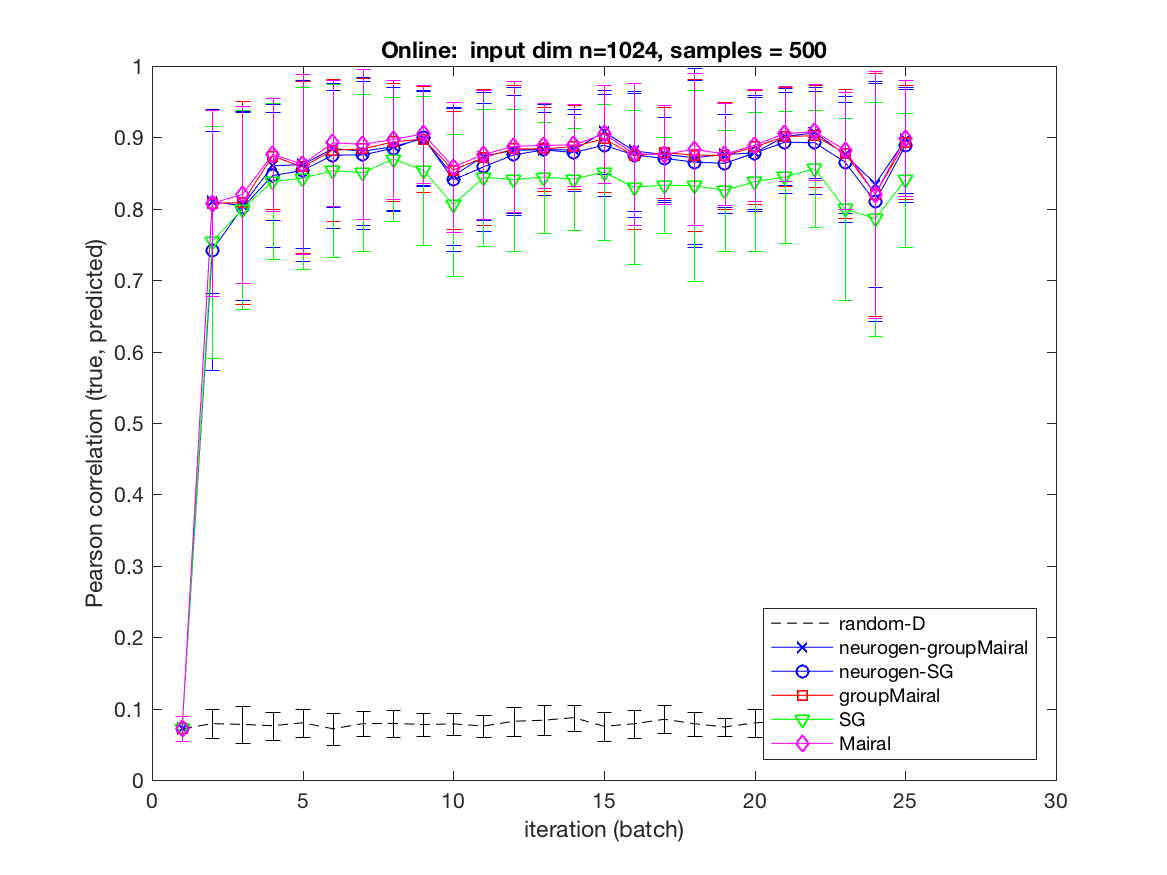 Online:  input dim n=1024, samples = 500
1
0.9
0.8
0.7
0.6
0.5
0.4
0.3
0.2
0.1
0
Pearson correlation (true, predicted)
random-D
neurogen-groupMairal
neurogen-SG
groupMairal
SG
Mairal
0 5 10 15 20 25 30
iteration (batch)